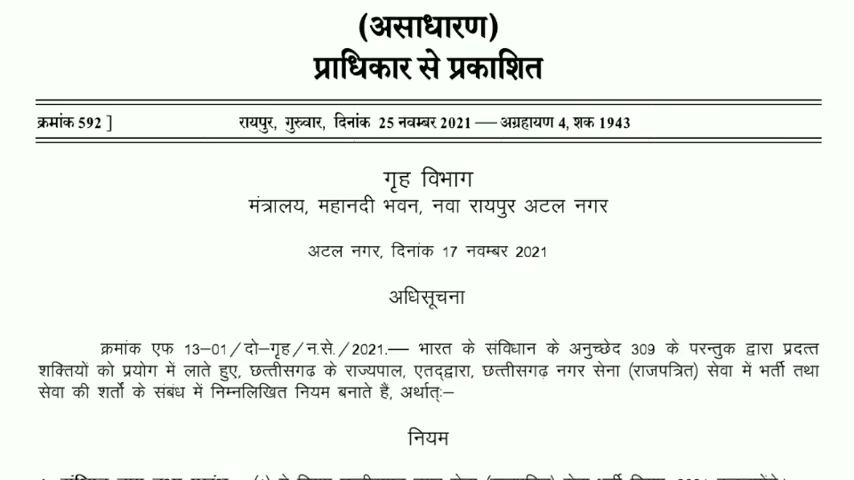 (असाधारण)
प्राधिकार से प्रकाशित
क्रमांक 592 ] रायपुर, गुरुवार, दिनांक 25 नवम्बर 2021 — अग्रहायण 4, शक 1943
गृह विभाग
मंत्रालय, महानदी भवन, नवा रायपुर अटल नगर
अटल नगर, दिनांक 17 नवम्बर 2021
अधिसूचना
क्रमांक एफ 13–01/दो–गृह/न.से./2021.— भारत के संविधान के अनुच्छेद 309 के परन्तुक द्वारा प्रदत्त
शक्तियों को प्रयोग में लाते हुए, छत्तीसगढ़ के राज्यपाल, एतद्द्वारा, छत्तीसगढ़ नगर सेना (राजपत्रित) सेवा में भर्ती तथा
सेवा की शर्तो के संबंध में निम्नलिखित नियम बनाते हैं, अर्थात्:–
नियम